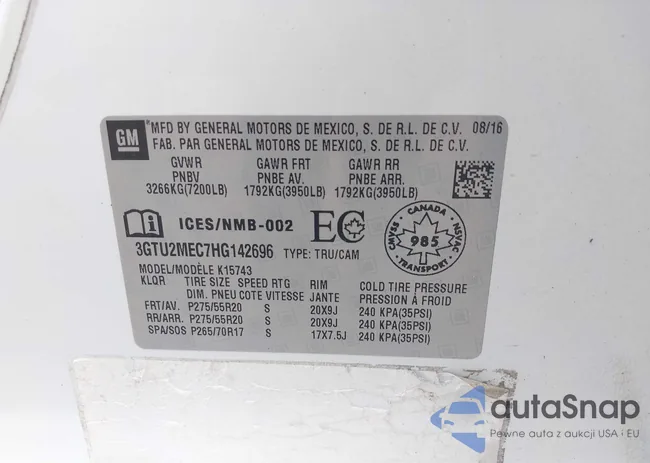 GM
MFD BY GENERAL MOTORS DE MEXICO, S. DE R.L. DE C.V. 08/16
FAB. PAR GENERAL MOTORS DE MEXICO, S. DE R.L. DE C.V.
GVWR GAWR FRT GAWR RR
PNBV PNBE AV. PNBE ARR.
3266KG(7200LB) 1792KG(3950LB) 1792KG(3950LB)
ICES/NMB-002 EC
CANADA
CMVSS NSVAC
985
TRANSPORT
3GTU2MEC7HG142696 TYPE: TRU/CAM
MODEL/MODÈLE K15743
KLQR TIRE SIZE SPEED RTG RIM COLD TIRE PRESSURE
DIM. PNEU COTE VITESSE JANTE PRESSION À FROID
FRT/AV. P275/55R20 S 20X9J 240 KPA(35PSI)
RR/ARR. P275/55R20 S 20X9J 240 KPA(35PSI)
SPA/SOS P265/70R17 S 17X7.5J 240 KPA(35PSI)
autaSnap
Pewne auta z aukcji USA i EU